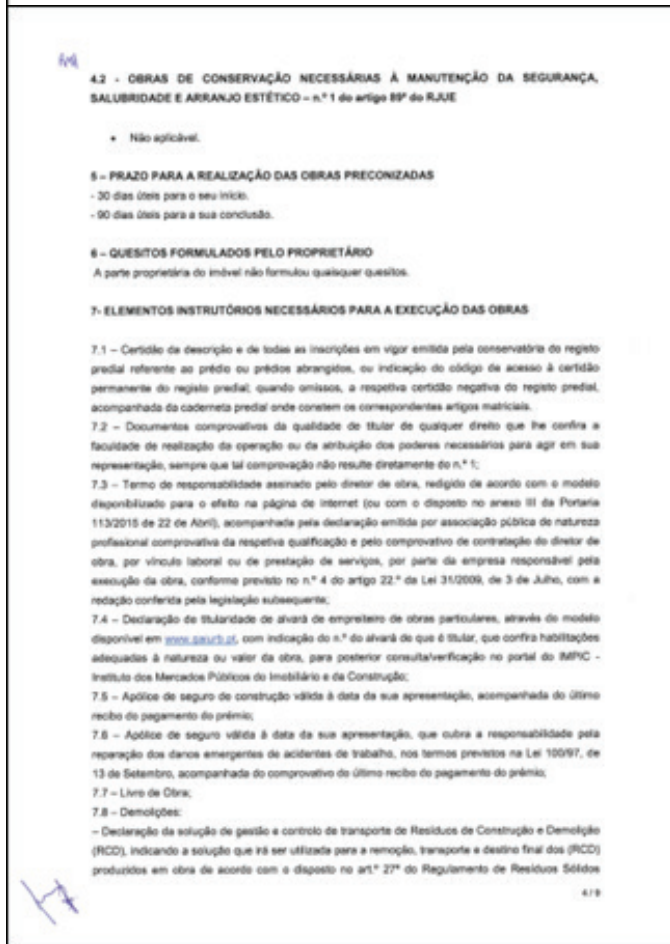 4.2 - OBRAS DE CONSERVAÇÃO NECESSÁRIAS À MANUTENÇÃO DA SEGURANÇA,
SALUBRIDADE E ARRANJO ESTÉTICO – n.º 1 do artigo 89º do RJUE
• Não aplicável.
5 – PRAZO PARA A REALIZAÇÃO DAS OBRAS PRECONIZADAS
- 30 dias úteis para o seu início.
- 90 dias úteis para a sua conclusão.
6 – QUESITOS FORMULADOS PELO PROPRIETÁRIO
A parte proprietária do imóvel não formulou quaisquer quesitos.
7- ELEMENTOS INSTRUTÓRIOS NECESSÁRIOS PARA A EXECUÇÃO DAS OBRAS
7.1 – Certidão da descrição e de todas as inscrições em vigor emitida pela conservatória do registo
predial referente ao prédio ou prédios abrangidos, ou indicação do código de acesso à certidão
permanente do registo predial; quando omissos, a respetiva certidão negativa do registo predial,
acompanhada da caderneta predial onde constem os correspondentes artigos matriciais.
7.2 – Documentos comprovativos da qualidade de titular de qualquer direito que lhe confira a
faculdade de realização da operação ou da atribuição dos poderes necessários para agir em sua
representação, sempre que tal comprovação não resulte diretamente do n.º 1;
7.3 – Termo de responsabilidade assinado pelo diretor de obra, redigido de acordo com o modelo
disponibilizado para o efeito na página de internet (ou com o disposto no anexo III da Portaria
113/2015 de 22 de Abril), acompanhada pela declaração emitida por associação pública de natureza
profissional comprovativa da respetiva qualificação e pelo comprovativo de contratação do diretor de
obra, por vínculo laboral ou de prestação de serviços, por parte da empresa responsável pela
execução da obra, conforme previsto no n.º 4 do artigo 22.º da Lei 31/2009, de 3 de Julho, com a
redação conferida pela legislação subsequente;
7.4 – Declaração de titularidade de alvará de empreiteiro de obras particulares, através do modelo
disponível em www.gaiurb.pt, com indicação do n.º do alvará de que é titular, que confira habilitações
adequadas à natureza ou valor da obra, para posterior consulta/verificação no portal do IMPIC -
Instituto dos Mercados Públicos do Imobiliário e da Construção;
7.5 – Apólice de seguro de construção válida à data da sua apresentação, acompanhada do último
recibo do pagamento do prémio;
7.6 – Apólice de seguro válida à data da sua apresentação, que cubra a responsabilidade pela
reparação dos danos emergentes de acidentes de trabalho, nos termos previstos na Lei 100/97, de
13 de Setembro, acompanhada do comprovativo do último recibo do pagamento do prémio;
7.7 – Livro de Obra;
7.8 – Demolições:
– Declaração da solução de gestão e controlo de transporte de Resíduos de Construção e Demolição
(RCD), indicando a solução que irá ser utilizada para a remoção, transporte e destino final dos (RCD)
produzidos em obra de acordo com o disposto no art.º 27º do Regulamento de Resíduos Sólidos
4 / 9